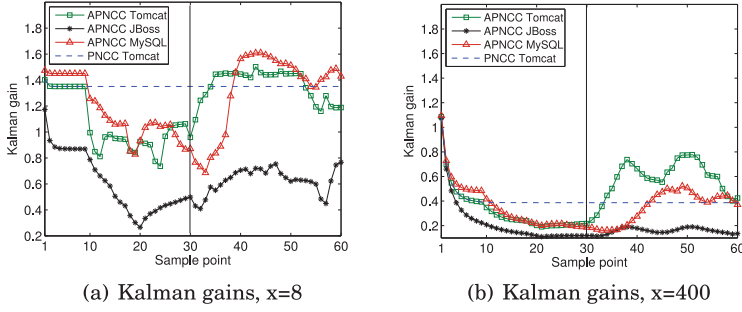 APNCC Tomcat
APNCC JBoss
APNCC MySQL
PNCC Tomcat
Kalman gain
1.8
1.6
1.4
1.2
1
0.8
0.6
0.4
0.2
1 10 20 30 40 50 60
Sample point
(a) Kalman gains, x=8
APNCC Tomcat
APNCC JBoss
APNCC MySQL
PNCC Tomcat
Kalman gain
1.8
1.6
1.4
1.2
1
0.8
0.6
0.4
0.2
1 10 20 30 40 50 60
Sample point
(b) Kalman gains, x=400